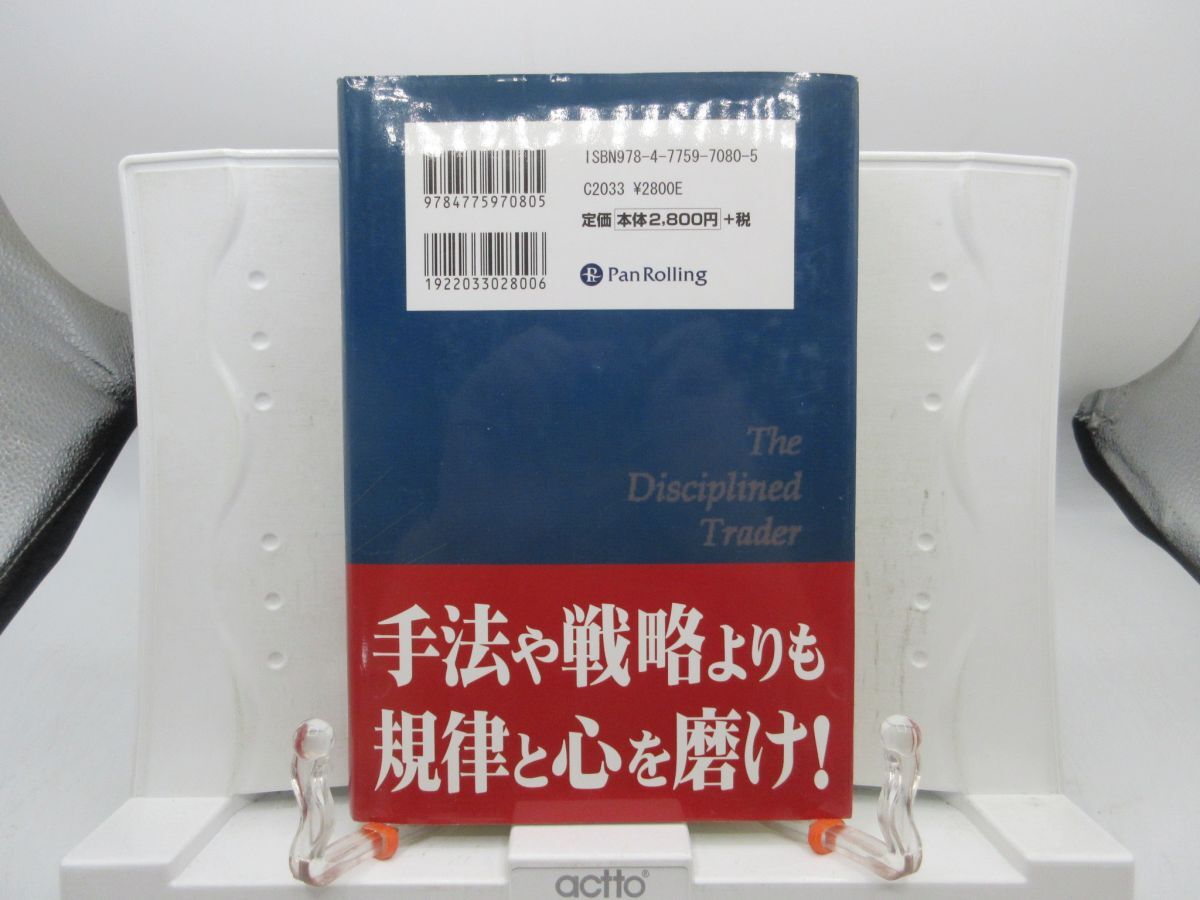 9784775970805
1922033028006
ISBN978-4-7759-7080-5
C2033 ¥2800E
定価 本体2,800円 +税
PanRolling
The
Disciplined
Trader
手法や戦略よりも
規律と心を磨け!
actto®